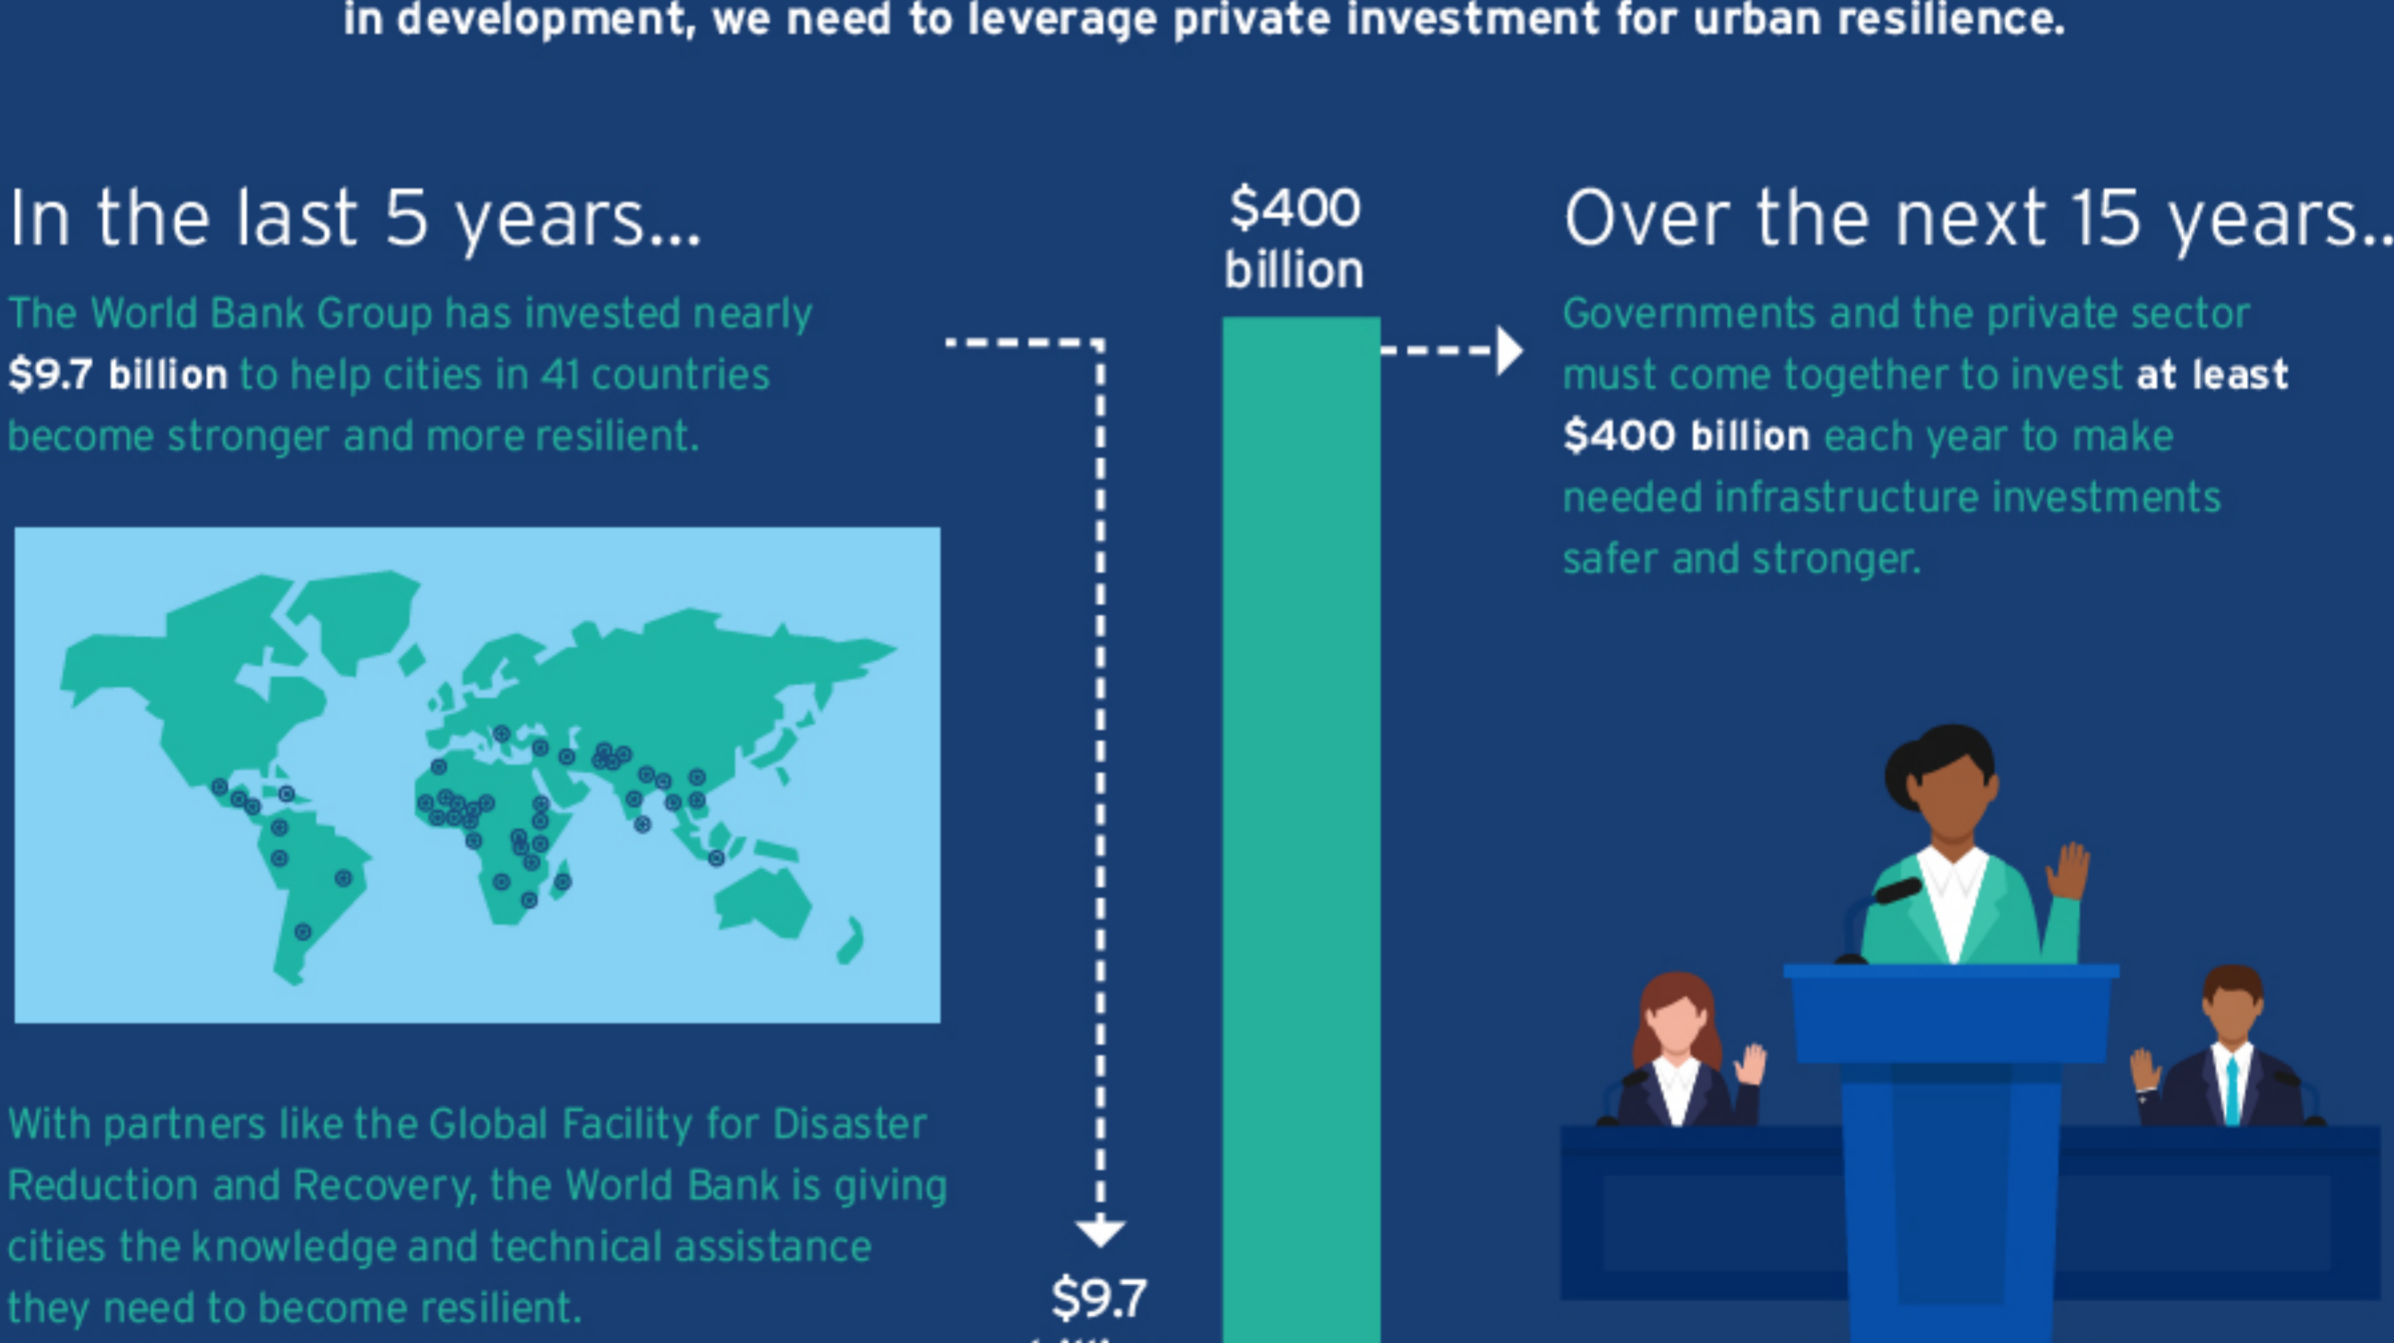 in development, we need to leverage private investment for urban resilience.
In the last 5 years...
The World Bank Group has invested nearly
$9.7 billion to help cities in 41 countries
become stronger and more resilient.
With partners like the Global Facility for Disaster
Reduction and Recovery, the World Bank is giving
cities the knowledge and technical assistance
they need to become resilient.
$9.7
$400
billion
Over the next 15 years..
Governments and the private sector
must come together to invest at least
$400 billion each year to make
needed infrastructure investments
safer and stronger.